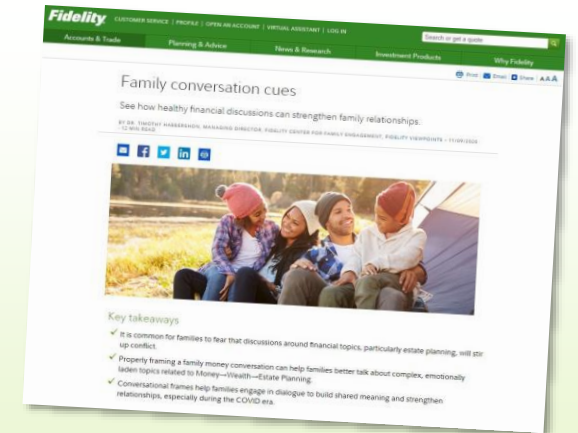 Fidelity
CUSTOMER SERVICE | PROFILE | OPEN AN ACCOUNT | VIRTUAL ASSISTANT | LOG IN
Search or get a quote
Accounts & Trade Planning & Advice News & Research Investment Products Why Fidelity
Print Email Share A A A
Family conversation cues
See how healthy financial discussions can strengthen family relationships.
BY DR. TIMOTHY HABBERSHON, MANAGING DIRECTOR, FIDELITY CENTER FOR FAMILY ENGAGEMENT, FIDELITY VIEWPOINTS –
– 12 MIN READ
Key takeaways
It is common for families to fear that discussions around financial topics, particularly estate planning, will stir
up conflict.
Properly framing a family money conversation can help families better talk about complex, emotionally
laden topics related to Money—Wealth—Estate Planning.
Conversational frames help families engage in dialogue to build shared meaning and strengthen
relationships, especially during the COVID era.